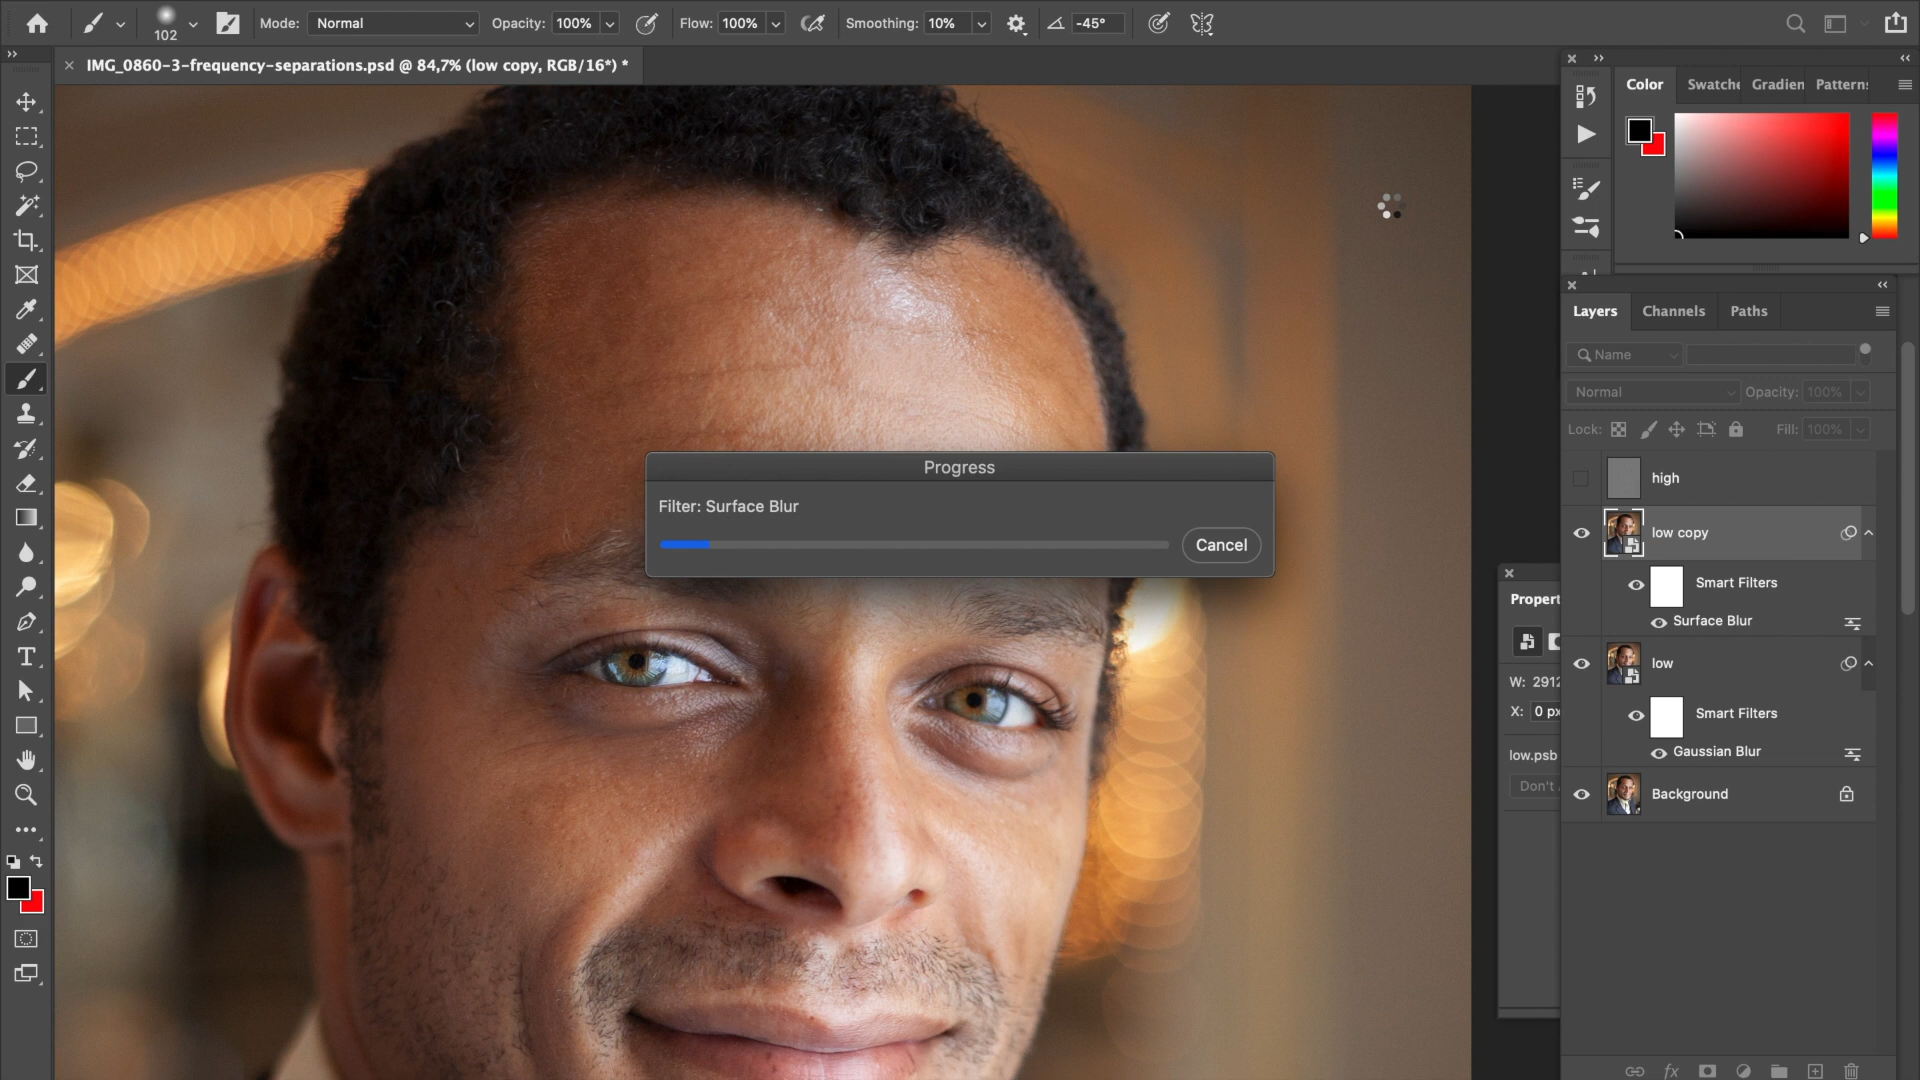 102
Mode: Normal
Opacity: 100%
Flow: 100%
Smoothing: 10%
-45°
IMG_0860-3-frequency-separations.psd @ 84,7% (low copy, RGB/16*) *
Color Swatche Gradien Patterns
Layers Channels Paths
Name
Normal Opacity: 100%
Lock: Fill: 100%
Progress
Filter: Surface Blur
Cancel
high
low copy
Smart Filters
Surface Blur
low
Smart Filters
Gaussian Blur
Background
Propert
W: 2912
X: 0 px
low.psb
Don't
T
fx